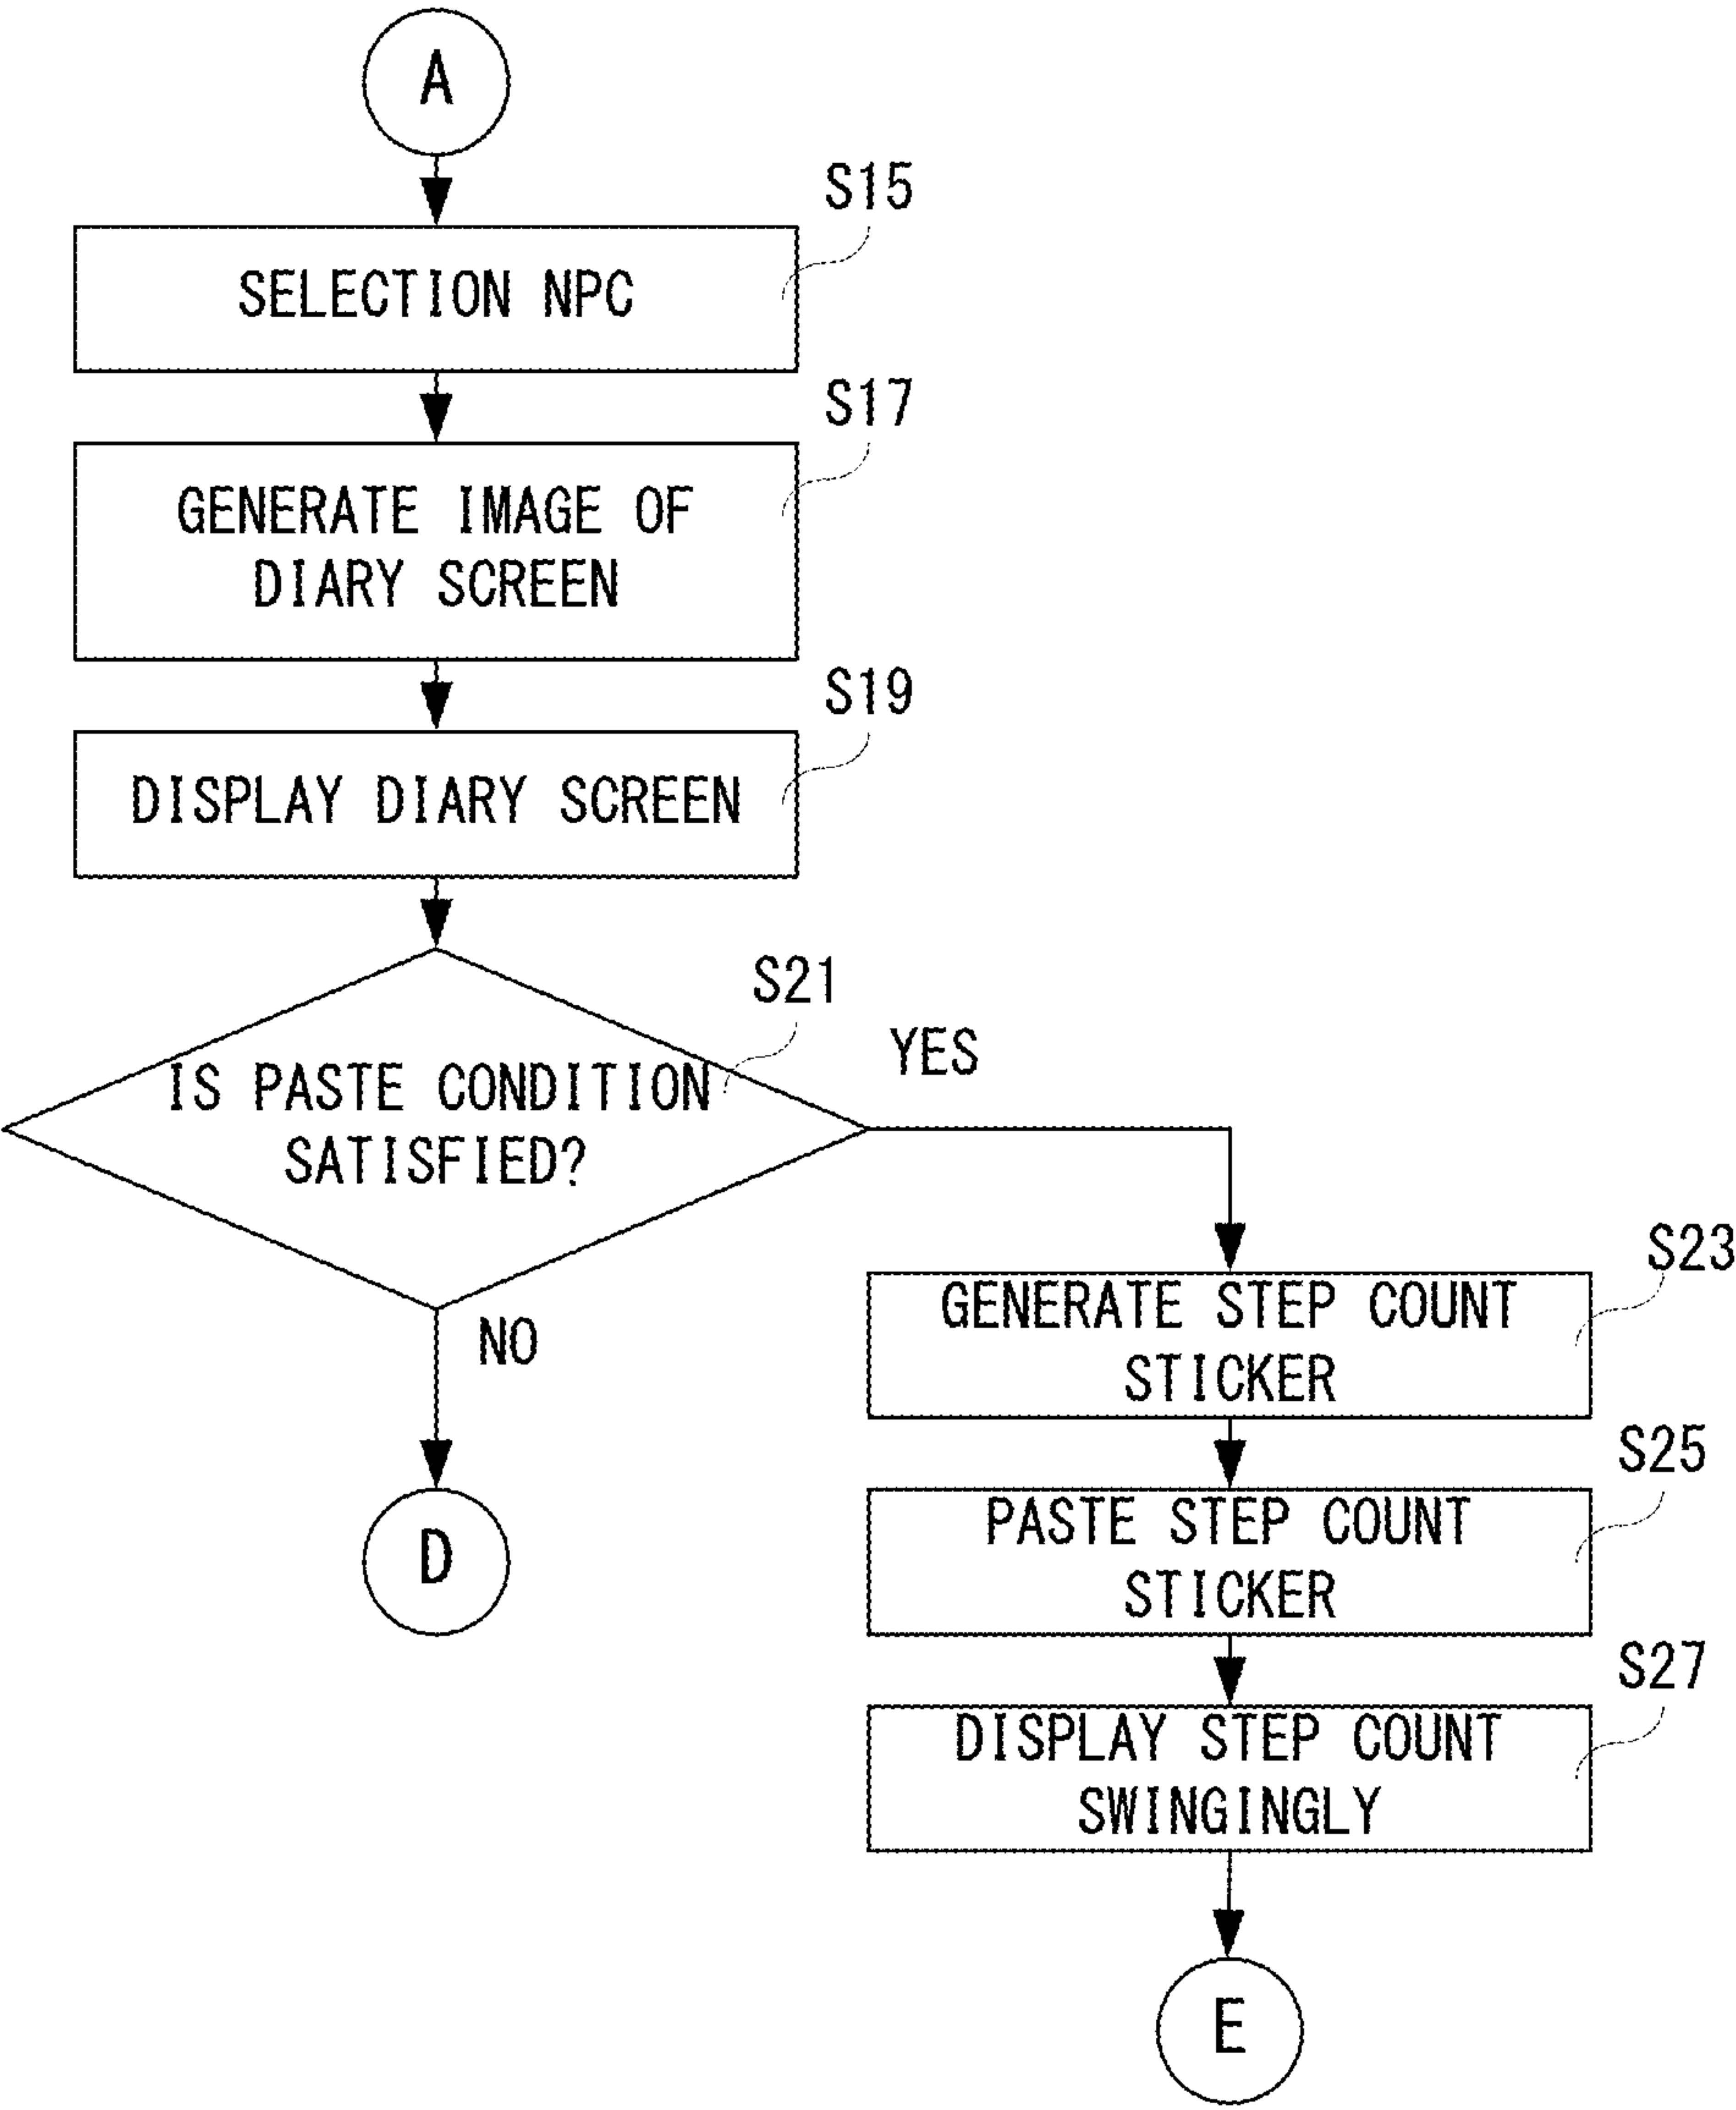 A
S15
SELECTION NPC
S17
GENERATE IMAGE OF
DIARY SCREEN
S19
DISPLAY DIARY SCREEN
S21
IS PASTE CONDITION
SATISFIED?
YES
NO
D
S23
GENERATE STEP COUNT
STICKER
S25
PASTE STEP COUNT
STICKER
S27
DISPLAY STEP COUNT
SWINGINGLY
E